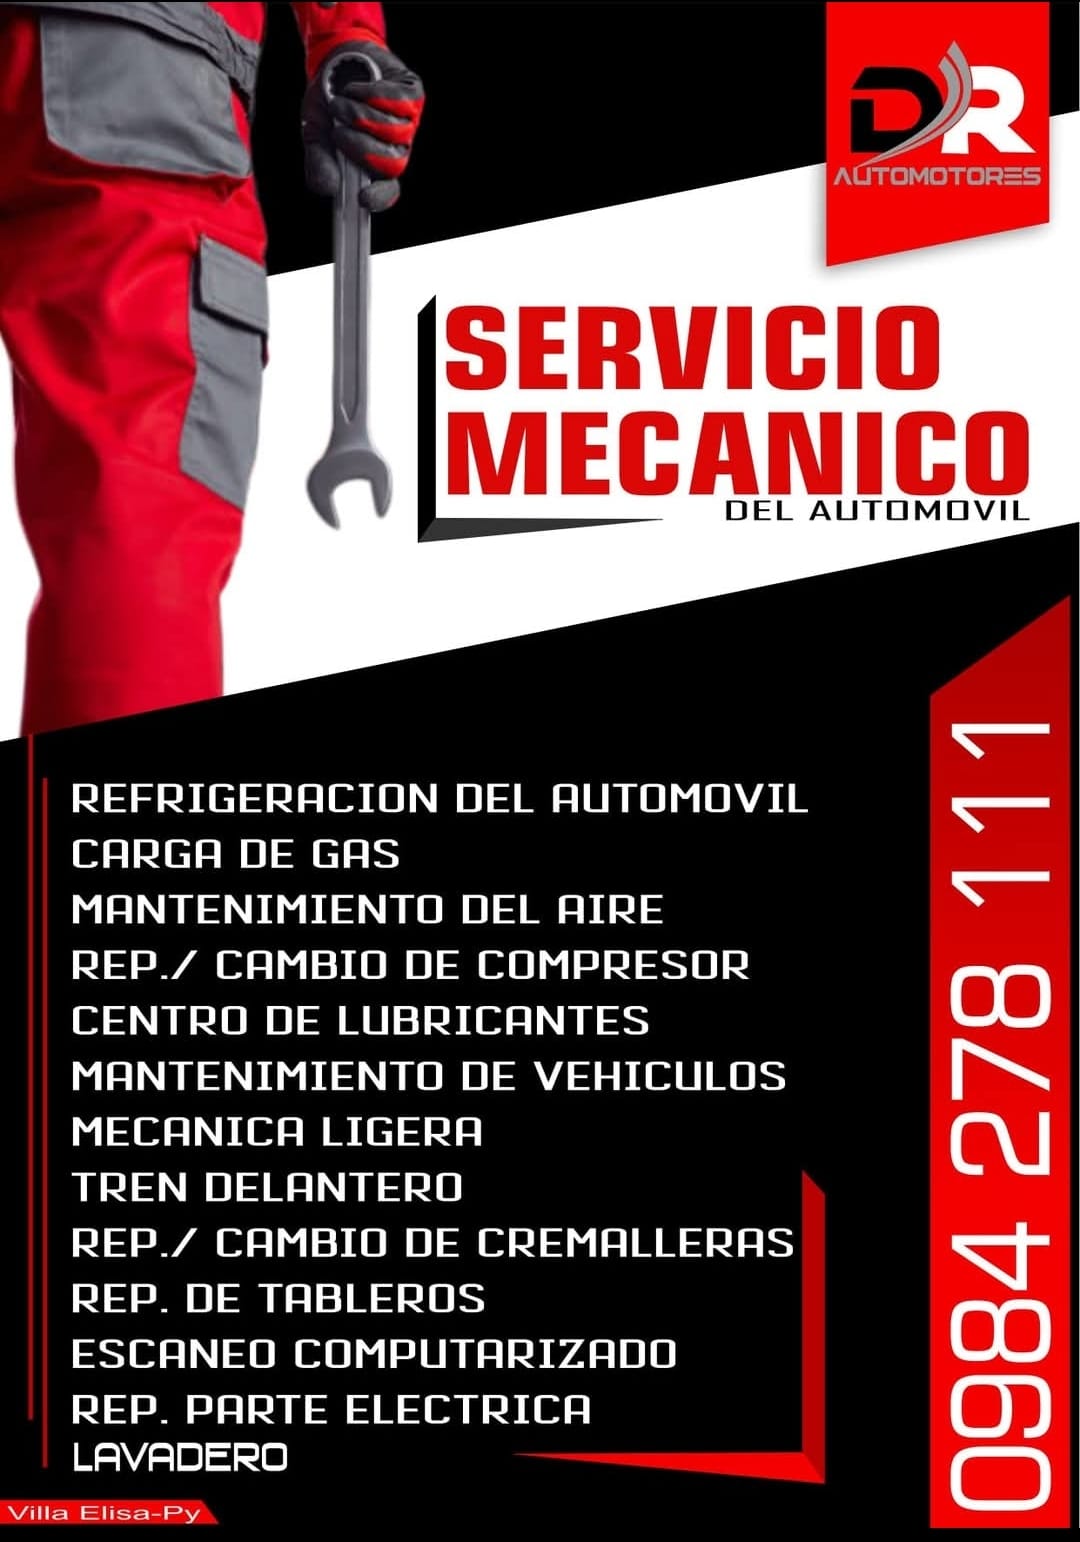 DR
AUTOMOTORES
SERVICIO
MECANICO
DEL AUTOMOVIL
REFRIGERACION DEL AUTOMOVIL
CARGA DE GAS
MANTENIMIENTO DEL AIRE
REP./ CAMBIO DE COMPRESOR
CENTRO DE LUBRICANTES
MANTENIMIENTO DE VEHICULOS
MECANICA LIGERA
TREN DELANTERO
REP./ CAMBIO DE CREMALLERAS
REP. DE TABLEROS
ESCANEO COMPUTARIZADO
REP. PARTE ELECTRICA
LAVADERO
Villa Elisa-Py
0984 278 111